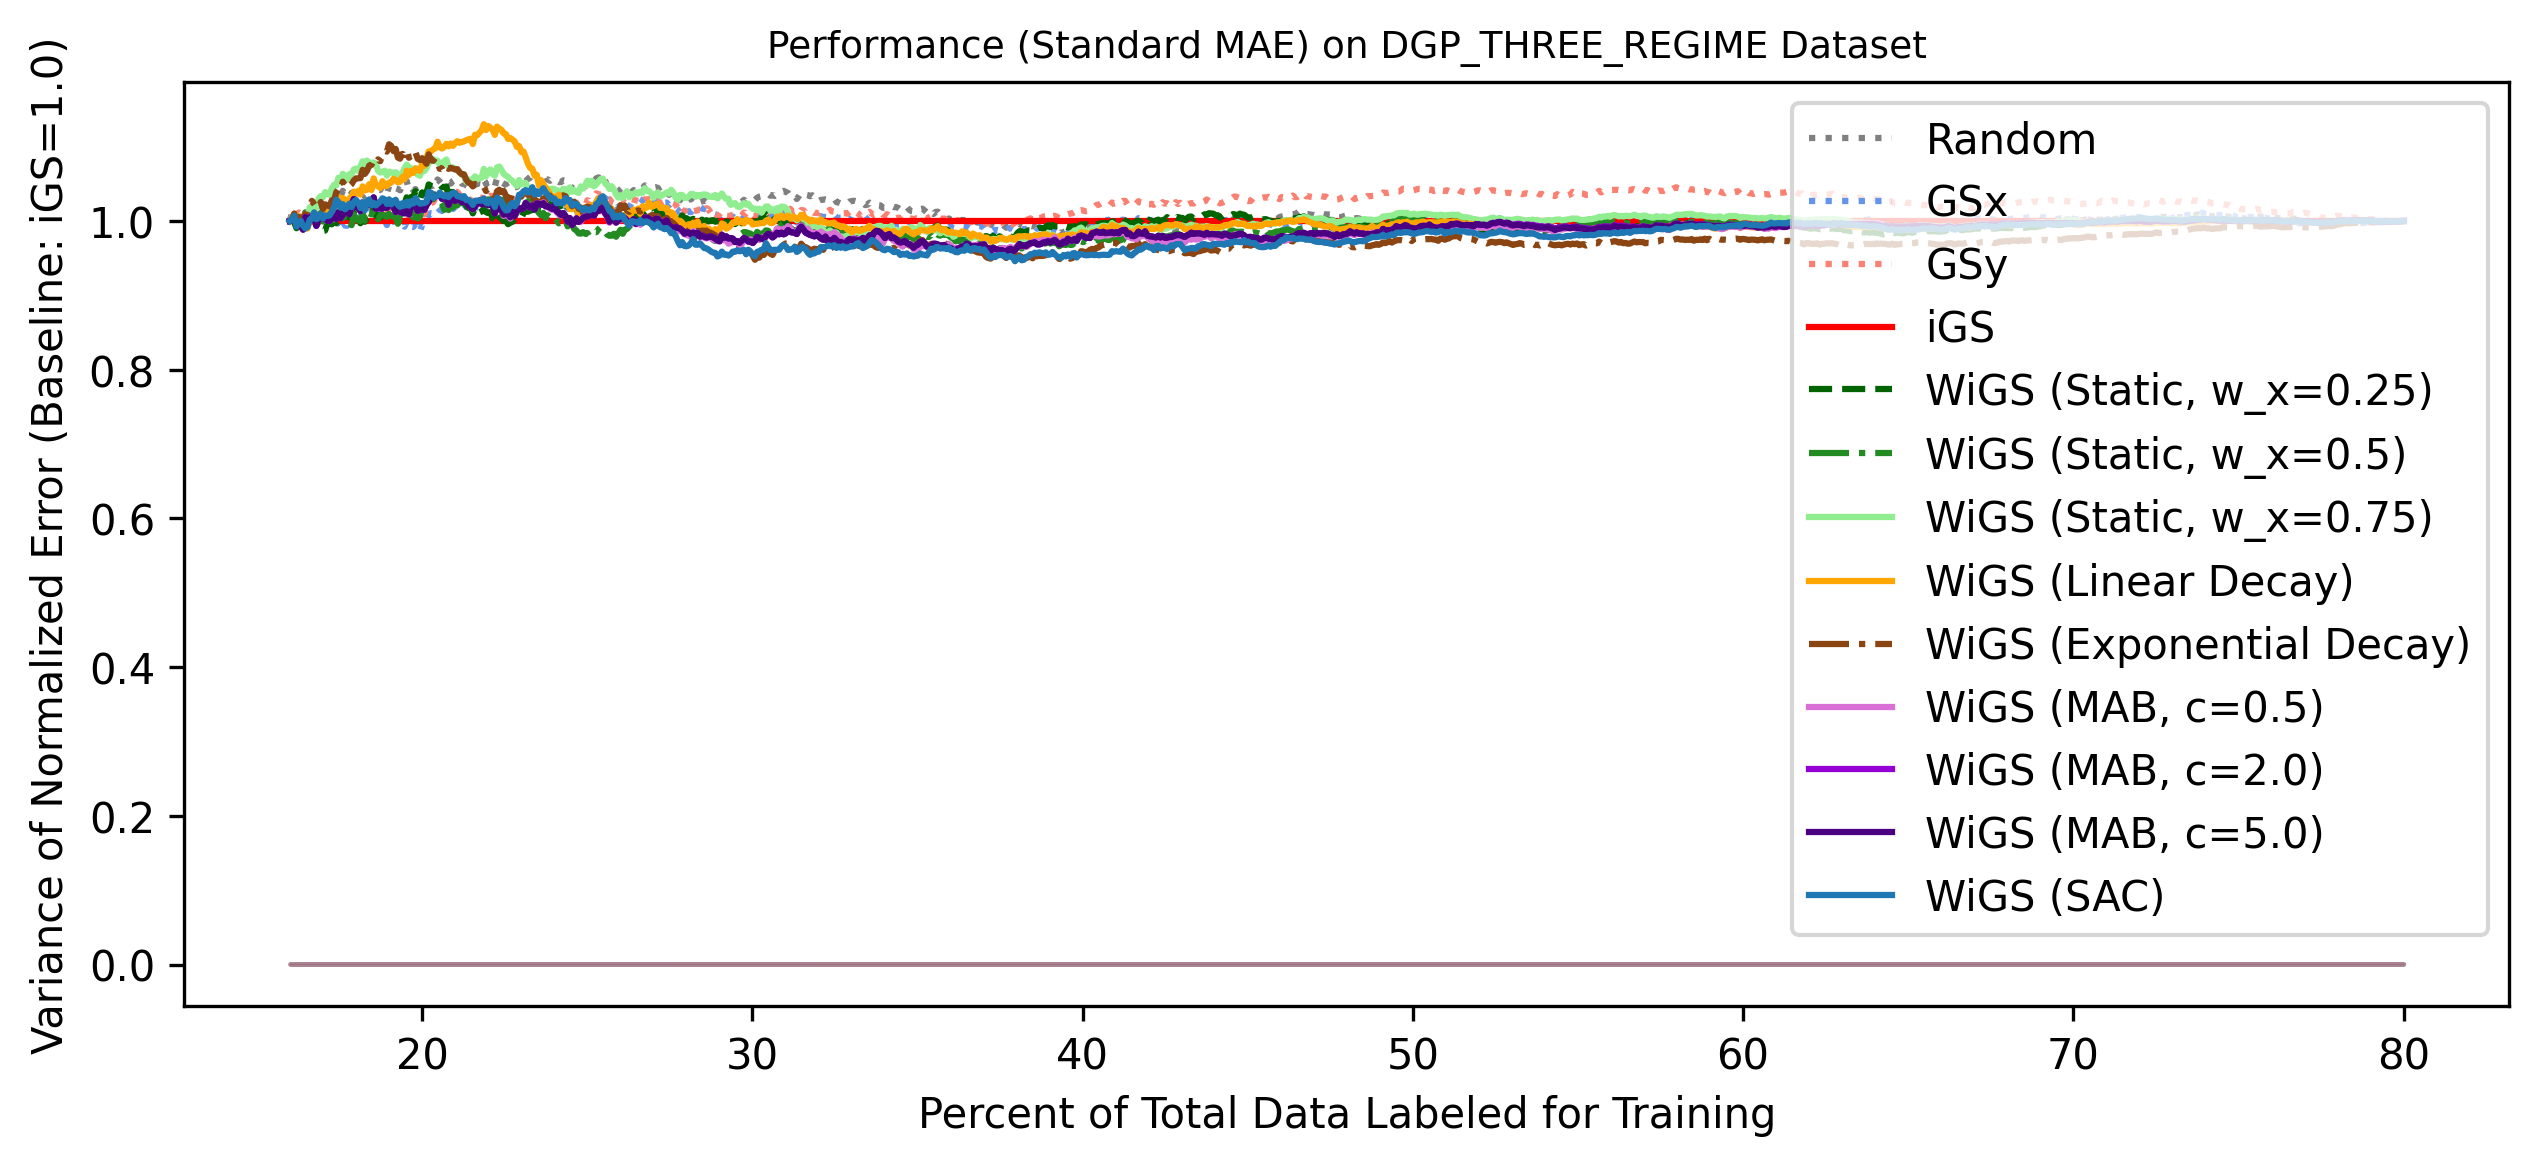 Performance (Standard MAE) on DGP_THREE_REGIME Dataset
Variance of Normalized Error (Baseline: iGS=1.0)
1.0
0.8
0.6
0.4
0.2
0.0
20 30 40 50 60 70 80
Percent of Total Data Labeled for Training
Random
GSx
GSy
iGS
WiGS (Static, w_x=0.25)
WiGS (Static, w_x=0.5)
WiGS (Static, w_x=0.75)
WiGS (Linear Decay)
WiGS (Exponential Decay)
WiGS (MAB, c=0.5)
WiGS (MAB, c=2.0)
WiGS (MAB, c=5.0)
WiGS (SAC)